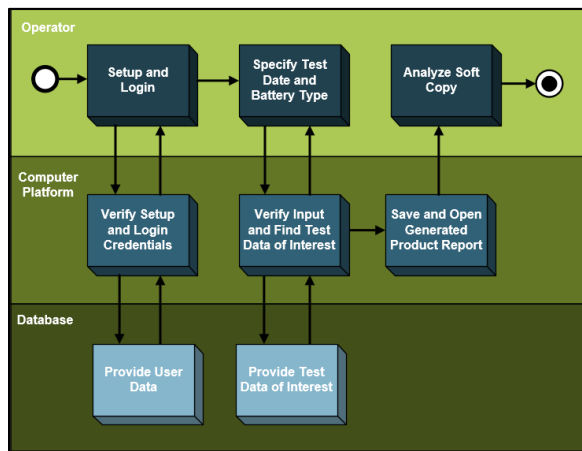 Operator
Setup and
Login
Specify Test
Date and
Battery Type
Analyze Soft
Copy
Computer
Platform
Verify Setup
and Login
Credentials
Verify Input
and Find Test
Data of Interest
Save and Open
Generated
Product Report
Database
Provide User
Data
Provide Test
Data of Interest